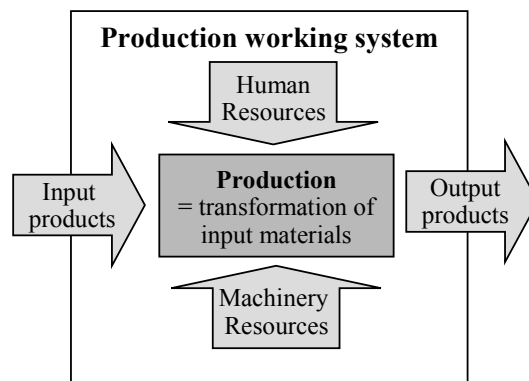 Production working system
Human
Resources
Input
products
Production
= transformation of
input materials
Output
products
Machinery
Resources